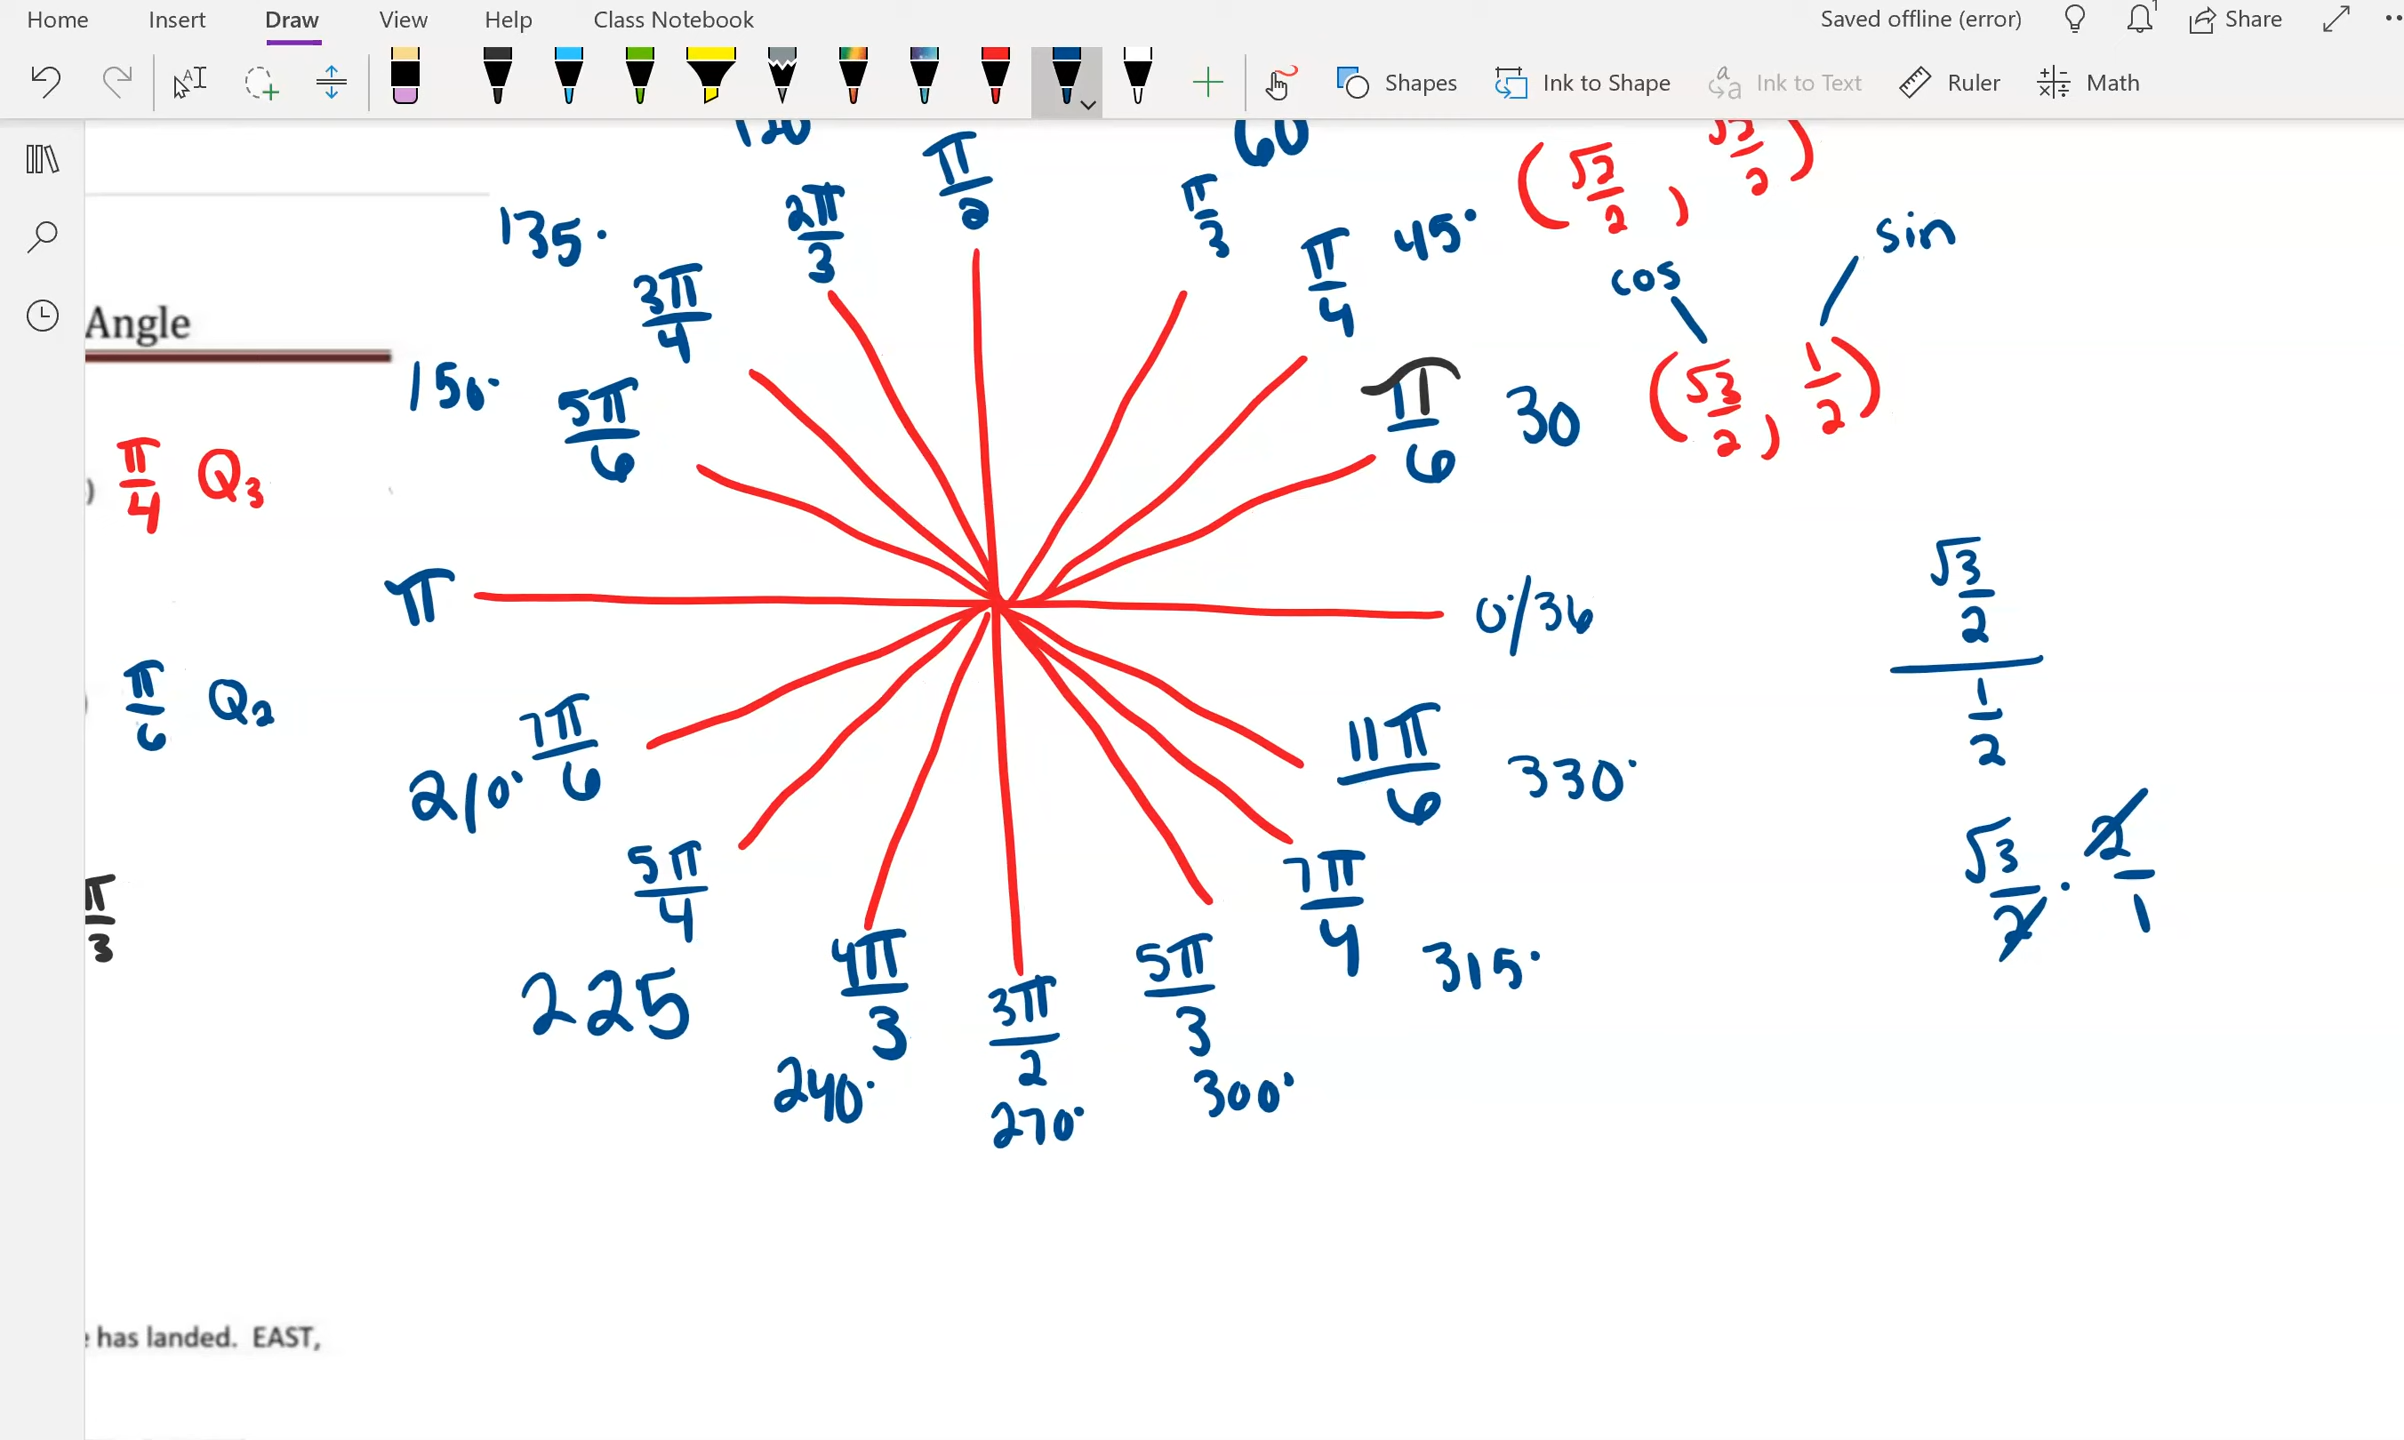 Home Insert Draw View Help Class Notebook Saved offline (error) Share
Shapes Ink to Shape Ink to Text Ruler Math
60
π/2
2π/3
π/3
135°
3π/4
π/4 45°
(√2/2, √2/2)
cos sin
150°
5π/6
π/6 30 (√3/2, 1/2)
Angle
) π/4 Q3
π
0°/36
π/6 Q2
7π/6
210°
11π/6 330°
√3/2
1/2
√3/2 · 2/1
π/3
5π/4
225
4π/3
240°
3π/2
270°
5π/3
300°
7π/4
315°
has landed. EAST,